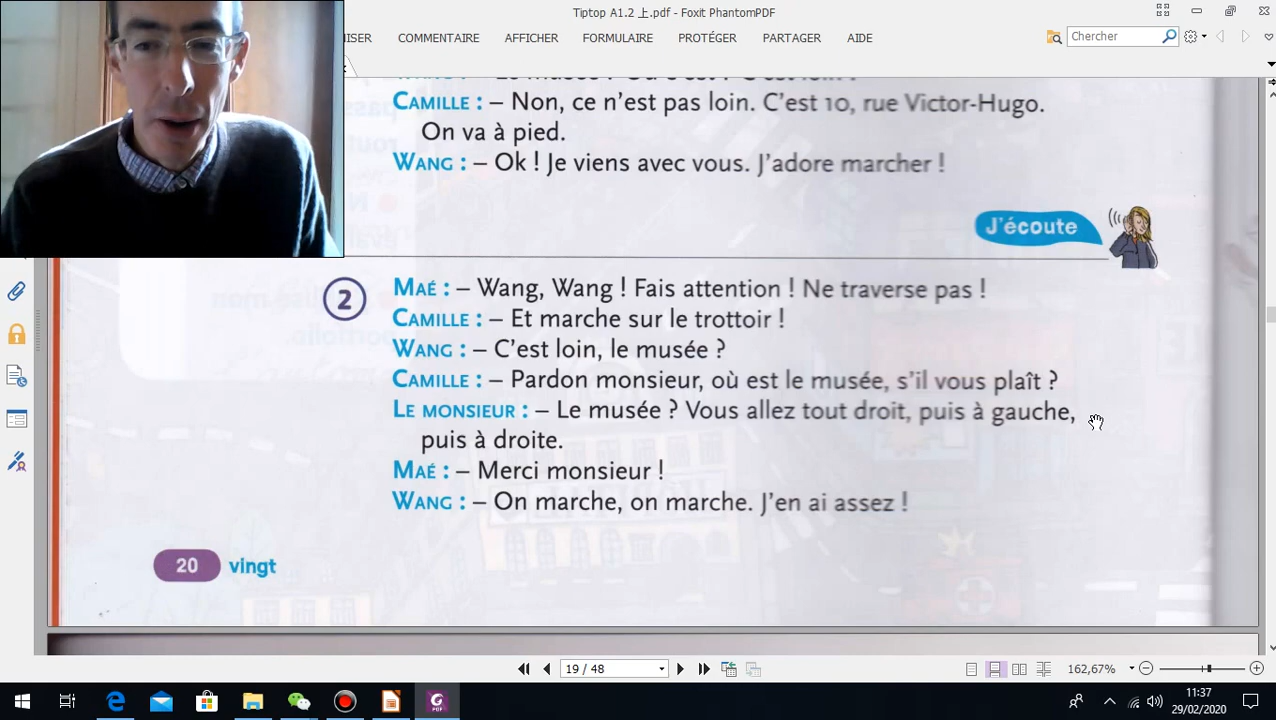 Tiptop A1.2 上.pdf - Foxit PhantomPDF
ISER COMMENTAIRE AFFICHER FORMULAIRE PROTÉGER PARTAGER AIDE
Chercher
CAMILLE : – Non, ce n'est pas loin. C'est 10, rue Victor-Hugo.
On va à pied.
WANG : – Ok ! Je viens avec vous. J'adore marcher !
J'écoute
2
MAÉ : – Wang, Wang ! Fais attention ! Ne traverse pas !
CAMILLE : – Et marche sur le trottoir !
WANG : – C'est loin, le musée ?
CAMILLE : – Pardon monsieur, où est le musée, s'il vous plaît ?
LE MONSIEUR : – Le musée ? Vous allez tout droit, puis à gauche,
puis à droite.
MAÉ : – Merci monsieur !
WANG : – On marche, on marche. J'en ai assez !
20 vingt
19 / 48
162,67%
11:37
29/02/2020